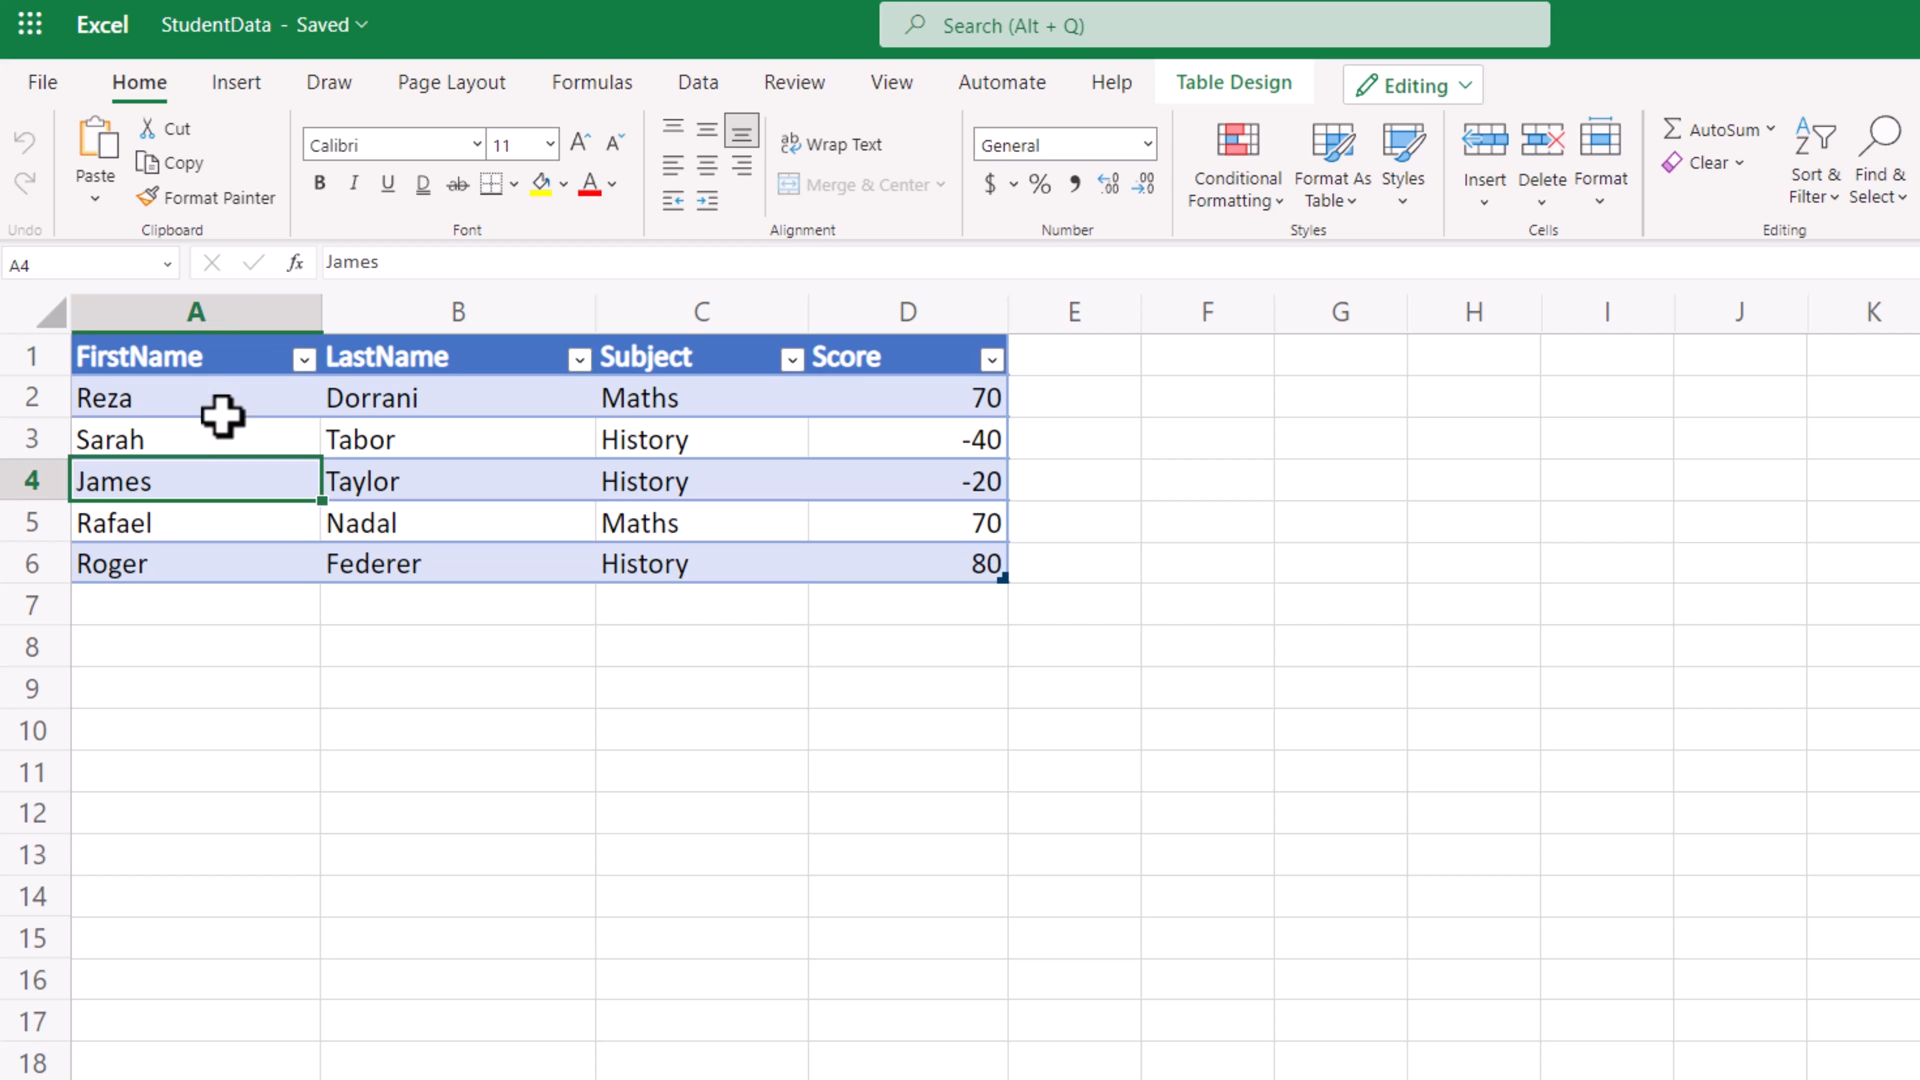 Excel StudentData - Saved Search (Alt + Q)
File Home Insert Draw Page Layout Formulas Data Review View Automate Help Table Design Editing
Undo
Paste Cut
Copy
Format Painter
Clipboard
Calibri 11
B I U D ab
Font
ab Wrap Text
Merge & Center
Alignment
General
$ % , .00 .00
Number
Conditional Formatting Format As Table Styles
Styles
Insert Delete Format
Cells
AutoSum
Clear
Sort & Filter Find & Select
Editing
A4 fx James
A B C D E F G H I J K
1 FirstName LastName Subject Score
2 Reza Dorrani Maths 70
3 Sarah Tabor History -40
4 James Taylor History -20
5 Rafael Nadal Maths 70
6 Roger Federer History 80
7
8
9
10
11
12
13
14
15
16
17
18